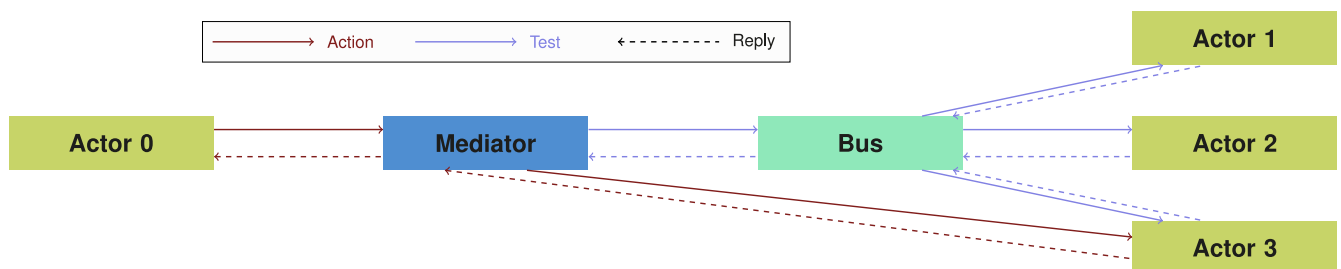 Action
Test
Reply
Actor 1
Actor 0
Mediator
Bus
Actor 2
Actor 3